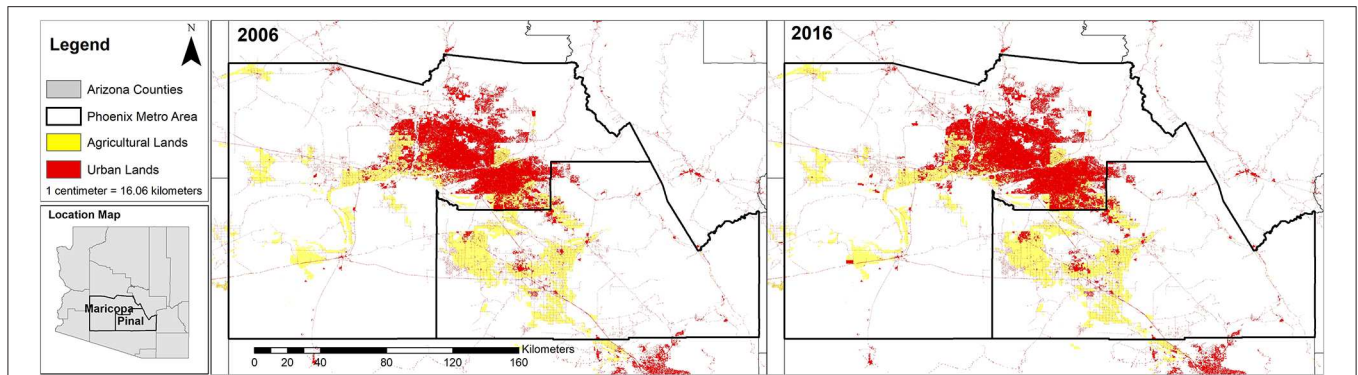 Legend
N
Arizona Counties
Phoenix Metro Area
Agricultural Lands
Urban Lands
1 centimeter = 16.06 kilometers
Location Map
Maricopa
Pinal
2006
Kilometers
0 20 40 80 120 160
2016